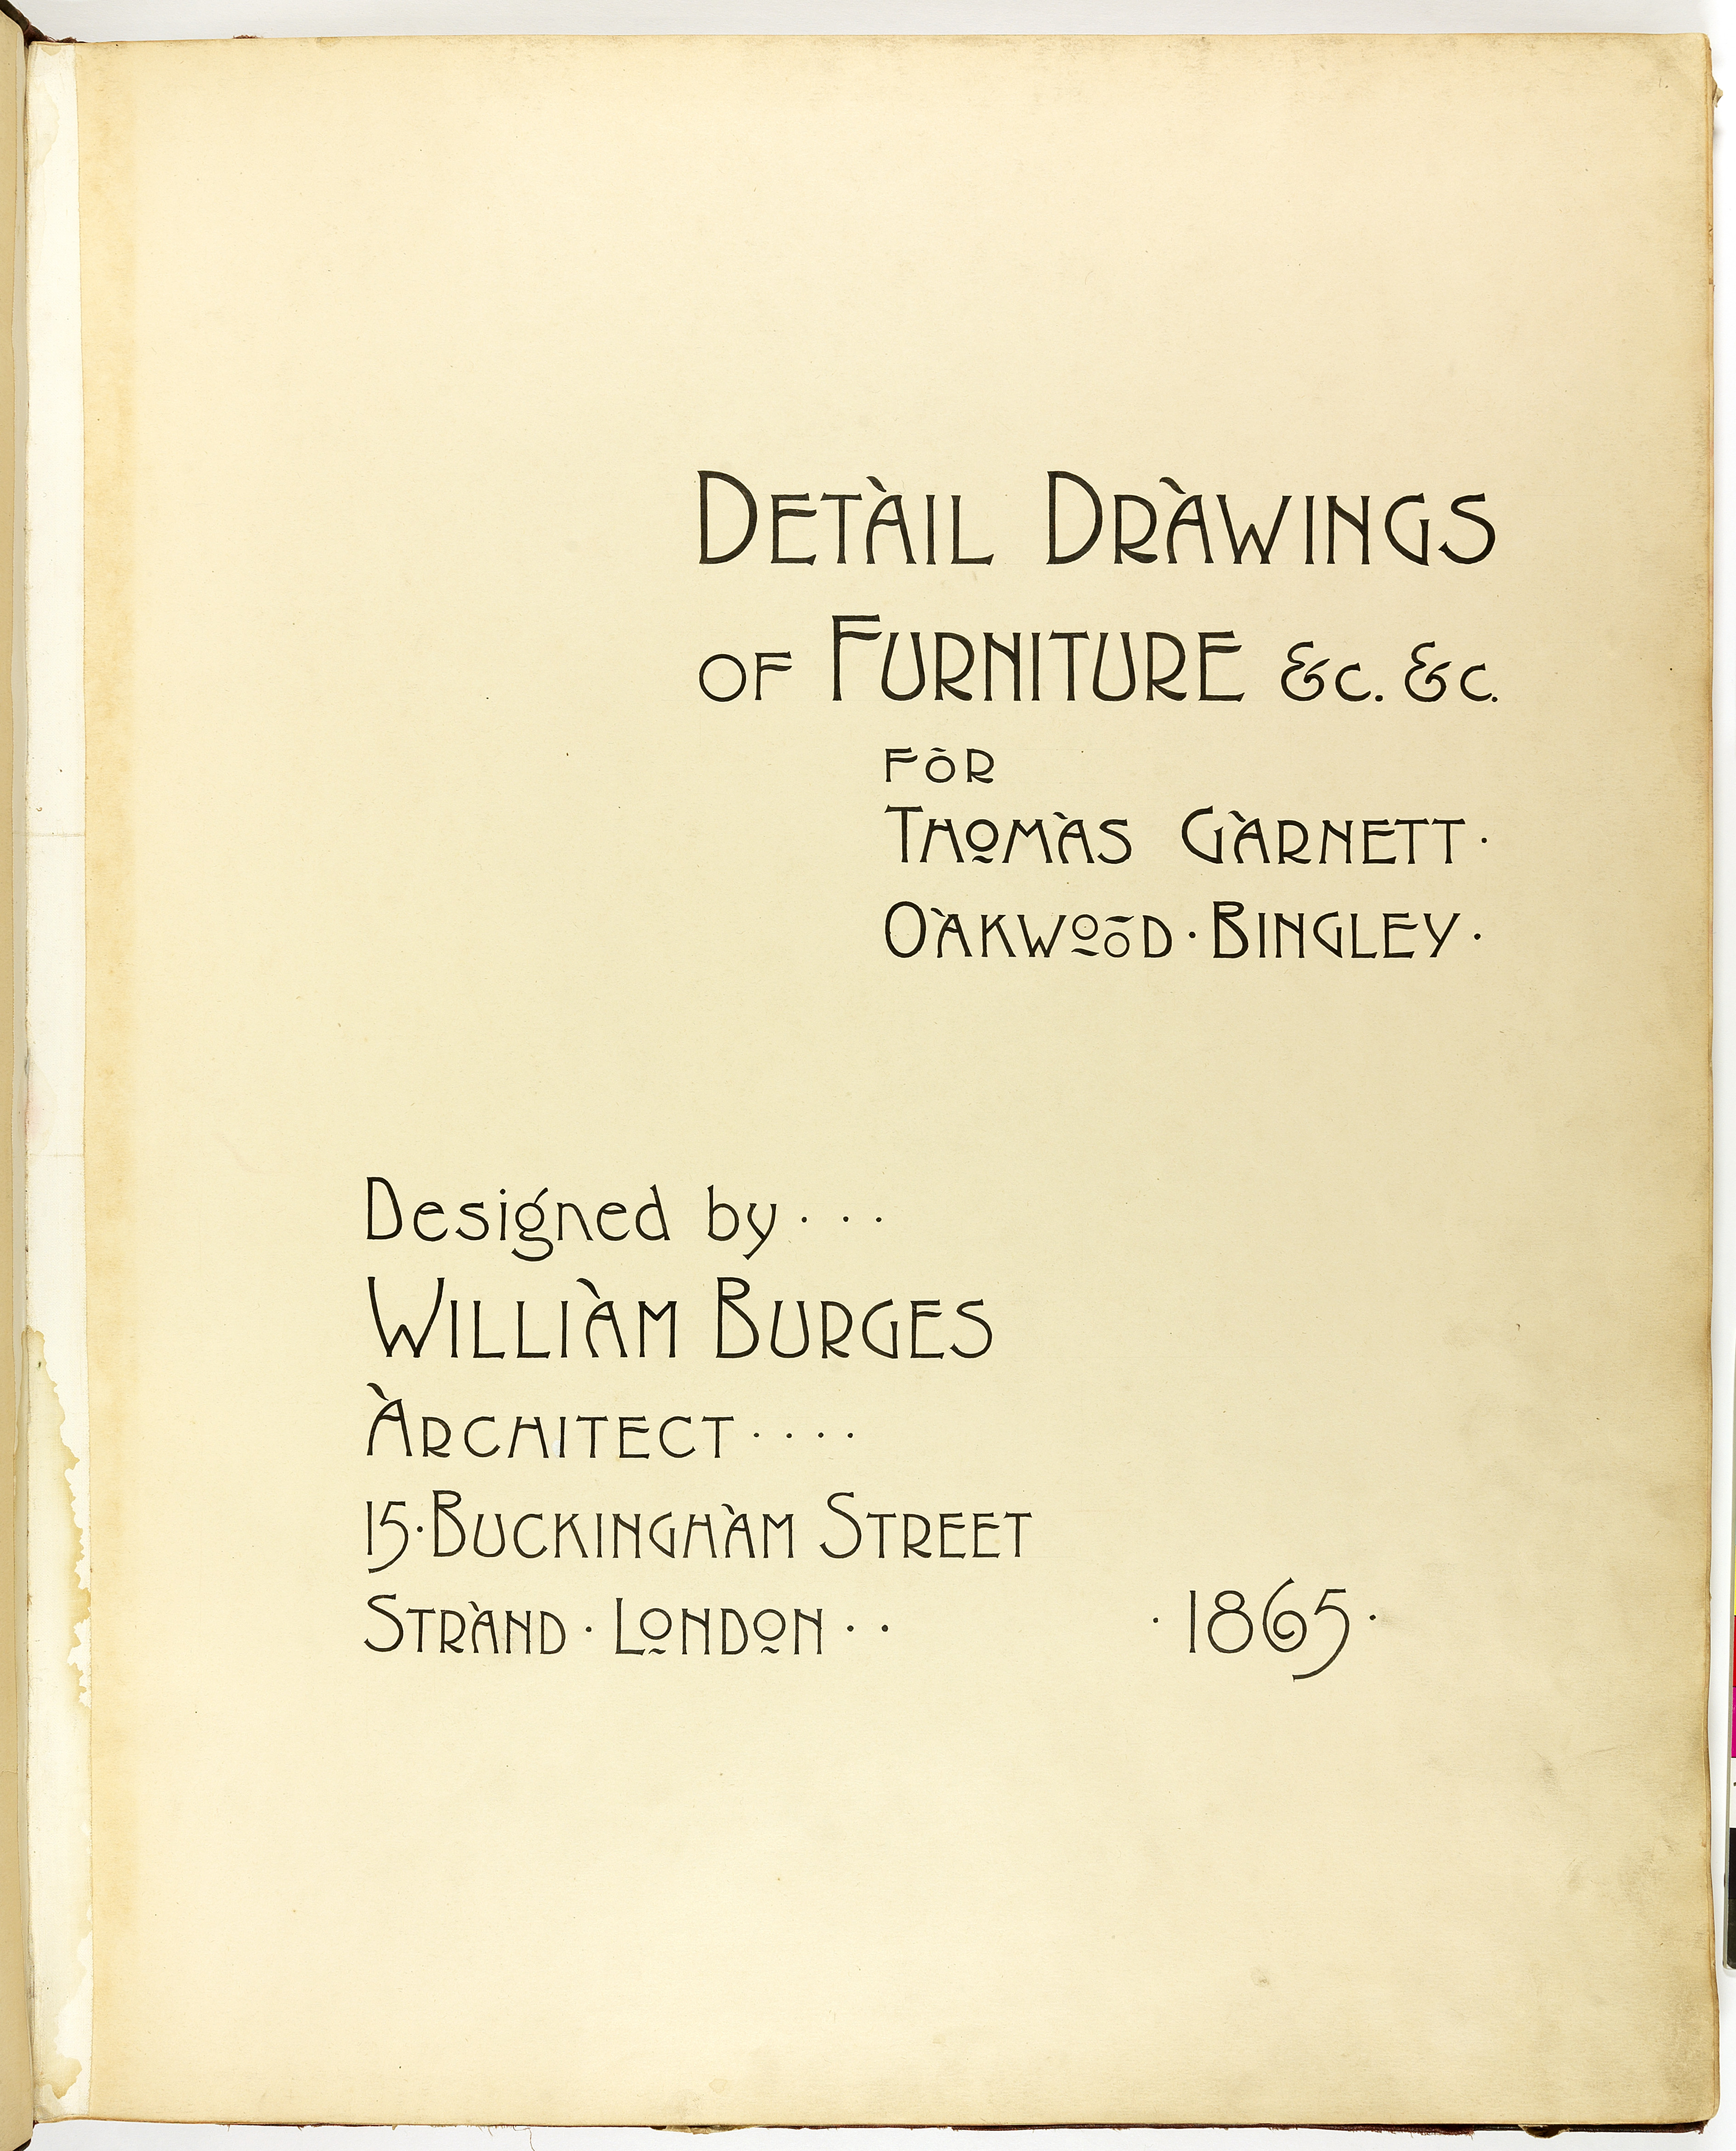 DETAIL DRAWINGS
OF FURNITURE &C. &C.
FOR
THOMAS GARNETT·
OAKWOOD·BINGLEY·
Designed by· · ·
WILLIAM BURGES
ARCHITECT· · · ·
15·BUCKINGHAM STREET
STRAND·LONDON· ·
·1865·